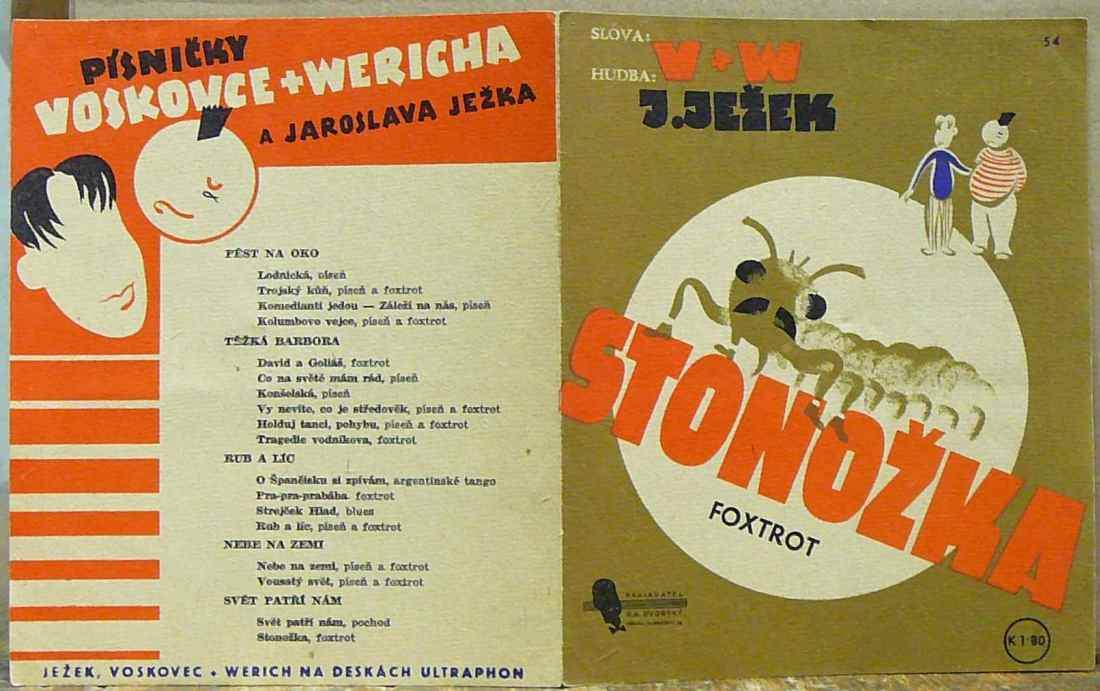 PÍSNIČKY
VOSKOVCE + WERICHA
A JAROSLAVA JEŽKA
PĚST NA OKO
Lodnická, píseň
Trojský kůň, píseň a foxtrot
Komedianti jedou — Záleží na nás, píseň
Kolumbovo vejce, píseň a foxtrot
TĚŽKÁ BARBORA
David a Goliáš, foxtrot
Co na světě mám rád, píseň
Konšelská, píseň
Vy nevíte, co je středověk, píseň a foxtrot
Holduj tanci, pohybu, píseň a foxtrot
Tragedie vodníkova, foxtrot
RUB A LÍC
O Španělsku si zpívám, argentinské tango
Pra-pra-prabába foxtrot
Strejček Hlad, blues
Rub a líc, píseň a foxtrot
NEBE NA ZEMI
Nebe na zemi, píseň a foxtrot
Vousatý svět, píseň a foxtrot
SVĚT PATŘÍ NÁM
Svět patří nám, pochod
Stonožka, foxtrot
JEŽEK, VOSKOVEC + WERICH NA DESKÁCH ULTRAPHON
SLOVA: V + W
HUDBA: J. JEŽEK
54
STONOŽKA
FOXTROT
NAKLADATEL
R.A. DVORSKÝ
K 1·80